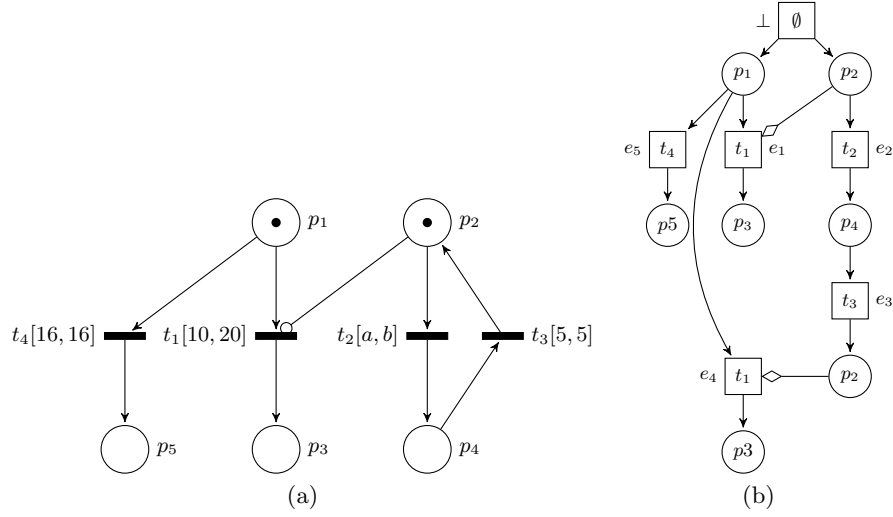 ⊥ ∅
p₁ p₂
e₅ t₄ t₁ e₁ t₂ e₂
p5 p₃ p₄
t₃ e₃
e₄ t₁ p₂
p3
(b)
p₁ p₂
t₄[16, 16] t₁[10, 20] t₂[a, b] t₃[5, 5]
p₅ p₃ p₄
(a)